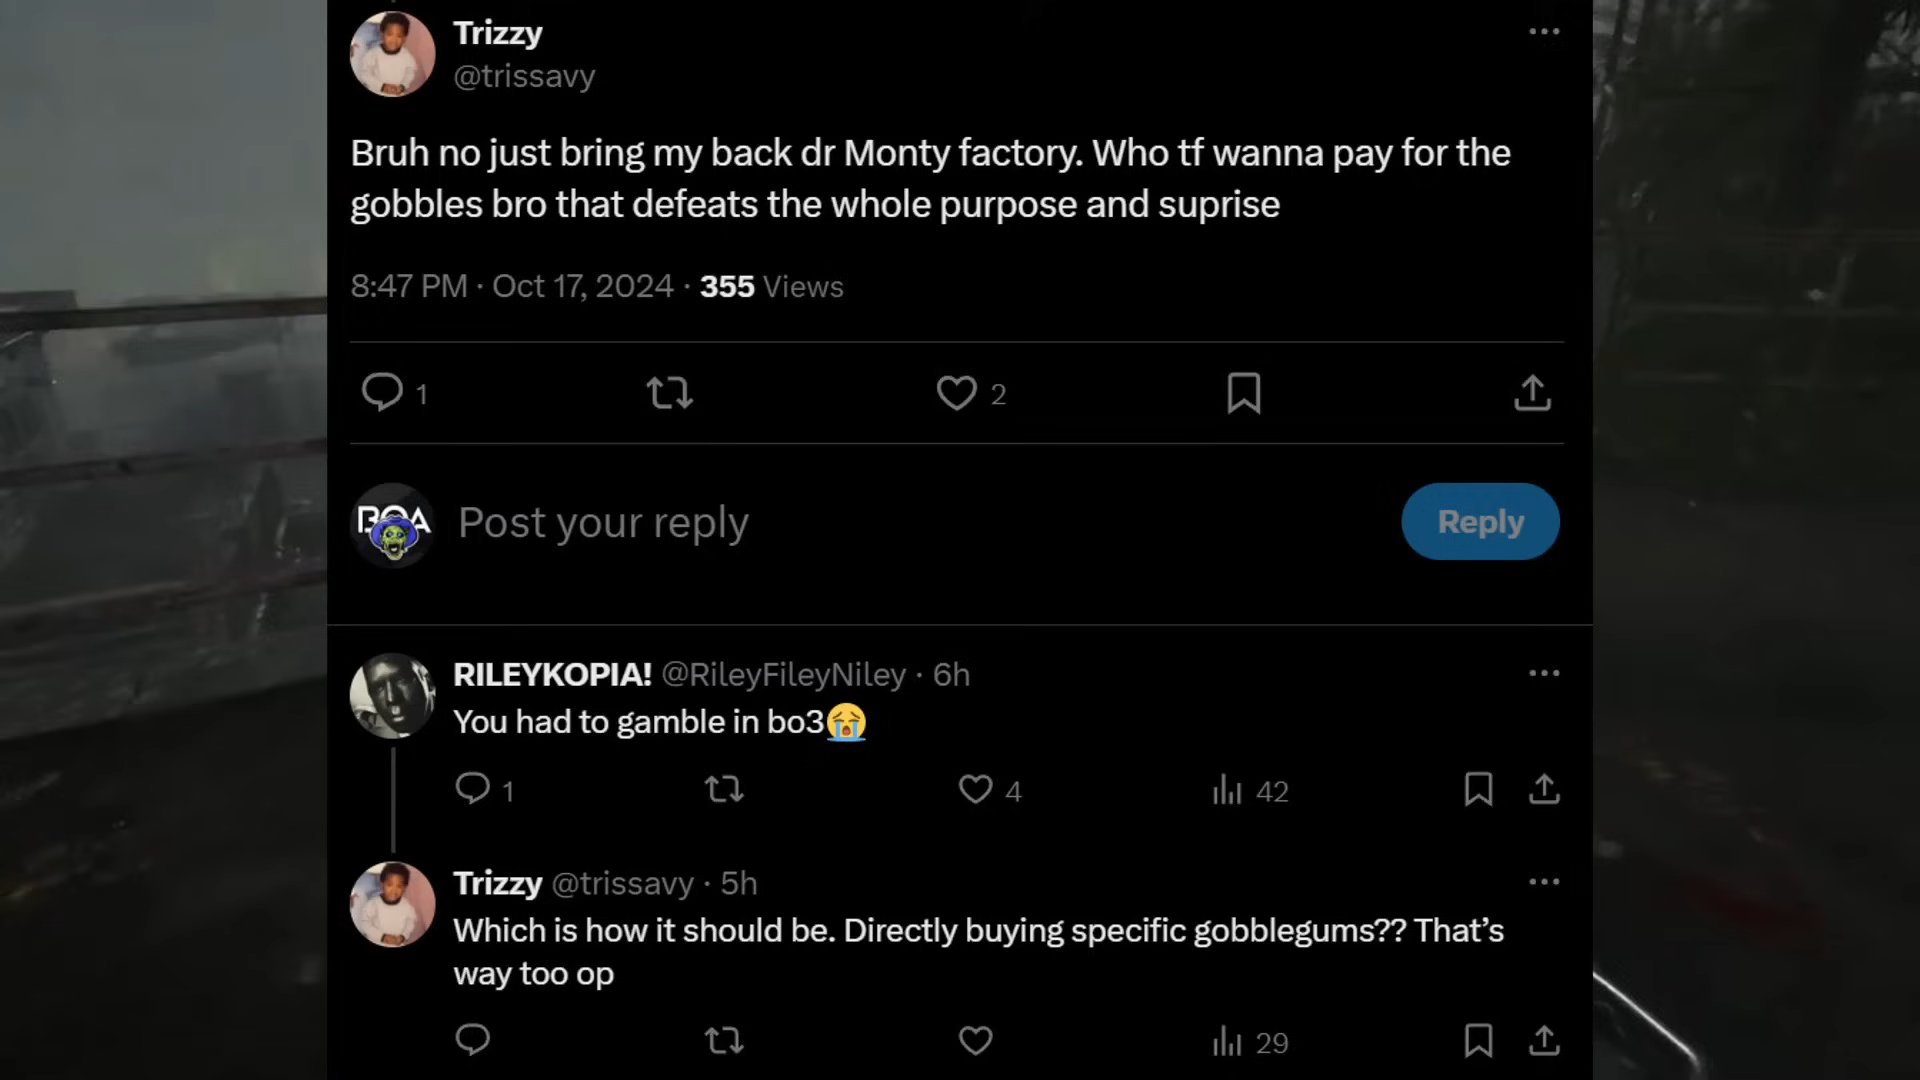 Trizzy
@trissavy
Bruh no just bring my back dr Monty factory. Who tf wanna pay for the
gobbles bro that defeats the whole purpose and suprise
8:47 PM · Oct 17, 2024 · 355 Views
1
2
BOA
Post your reply
Reply
RILEYKOPIA! @RileyFileyNiley · 6h
You had to gamble in bo3😭
1
4
42
Trizzy @trissavy · 5h
Which is how it should be. Directly buying specific gobblegums?? That’s
way too op
29